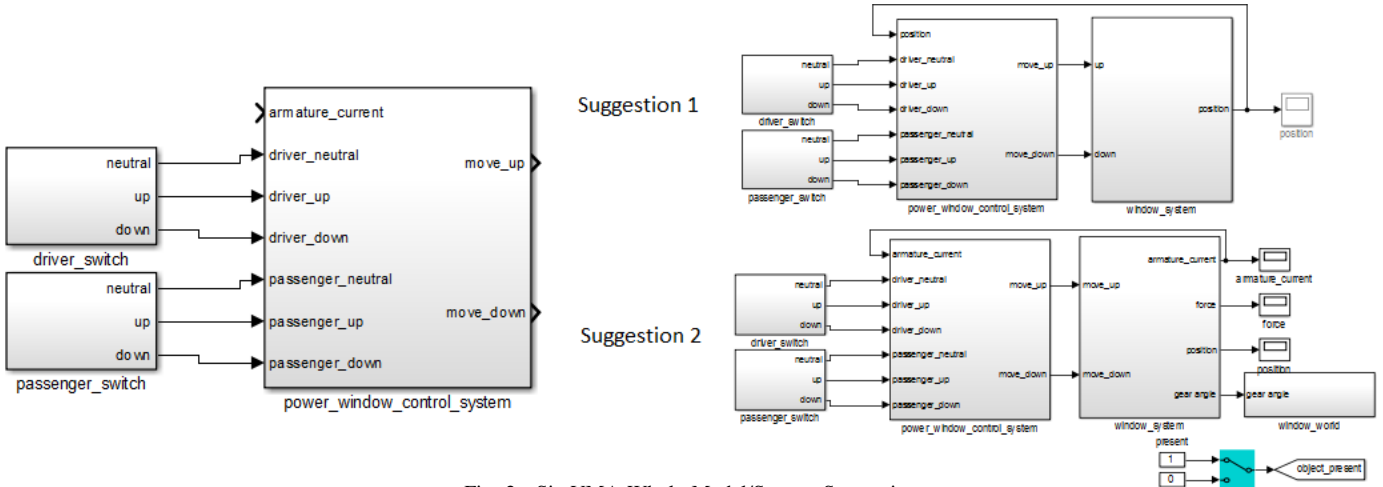 armature_current
neutral
driver_neutral
move_up
up
driver_up
down
driver_down
driver_switch
neutral
passenger_neutral
up
passenger_up
move_down
down
passenger_down
passenger_switch
power_window_control_system
Suggestion 1
position
neutral
driver_neutral
move_up
up
up
driver_up
down
driver_down
position
driver_switch
position
neutral
passenger_neutral
up
passenger_up
move_down
down
down
passenger_down
passenger_switch
power_window_control_system
window_system
Suggestion 2
armature_current
armature_current
armature_current
neutral
driver_neutral
move_up
move_up
up
driver_up
force
force
down
driver_down
driver_switch
position
position
neutral
passenger_neutral
up
passenger_up
move_down
move_down
down
passenger_down
gear angle
gear angle
passenger_switch
power_window_control_system
window_system
window_world
present
1
0
object_present